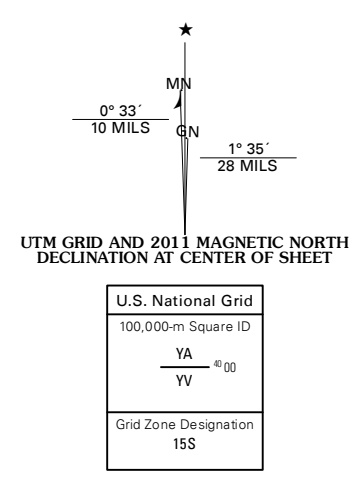 ★
MN
0° 33´
10 MILS
GN
1° 35´
28 MILS
UTM GRID AND 2011 MAGNETIC NORTH
DECLINATION AT CENTER OF SHEET
U.S. National Grid
100,000-m Square ID
YA
40 00
YV
Grid Zone Designation
15S